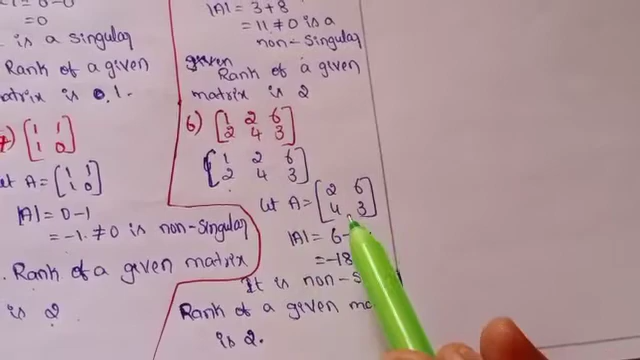 = 0
is a singular
Rank of a given
matrix is 0.1.
[1 1
1 0]
let A = [1 1
1 0]
|A| = 0-1
= -1 ≠ 0 is non-singular
. Rank of a given matrix
is 2
|A| = 3+8
= 11 ≠ 0 is a
non-singular
given
Rank of a given
matrix is 2
6) [1 2 6
2 4 3]
[1 2 6
2 4 3]
let A = [2 6
4 3]
|A| = 6-
= -18
It is non-
Rank of a given
is 2.